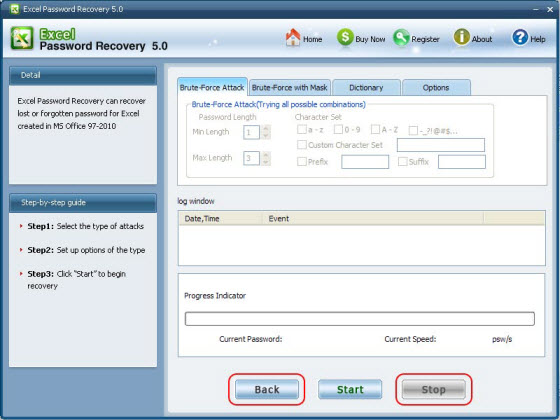 Excel Password Recovery 5.0
Excel
Password Recovery 5.0
Home
Buy Now
Register
About
Help
Detail
Excel Password Recovery can recover
lost or forgotten password for Excel
created in MS Office 97-2010
Step-by-step guide
Step1: Select the type of attacks
Step2: Set up options of the type
Step3: Click "Start" to begin
recovery
Brute-Force Attack
Brute-Force with Mask
Dictionary
Options
Brute-Force Attack(Trying all possible combinations)
Password Length
Character Set
Min Length 1
a - z
0 - 9
A - Z
-_?!@#$...
Custom Character Set
Max Length 3
Prefix
Suffix
log window
Date,Time
Event
Progress Indicator
Current Password:
Current Speed:
psw/s
Back
Start
Stop